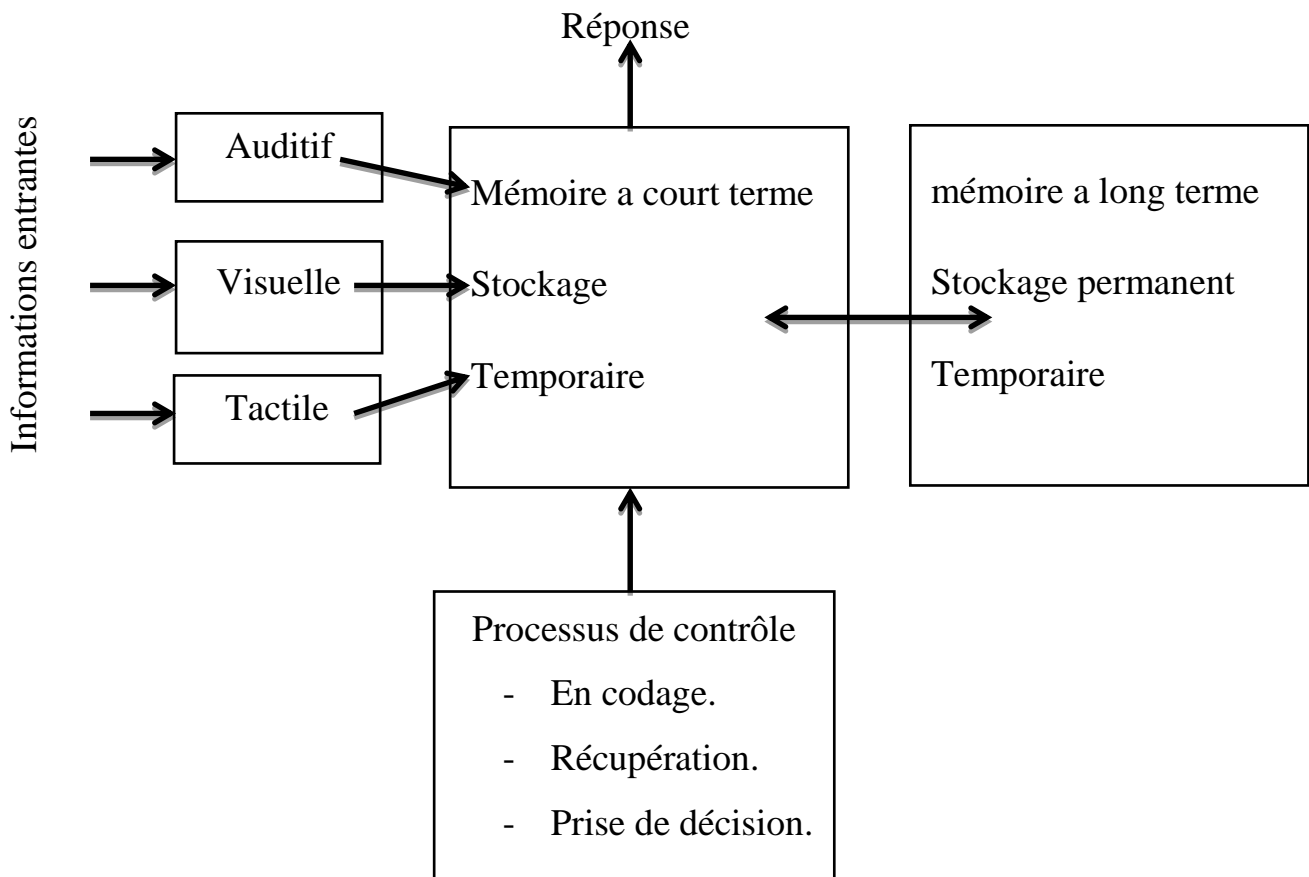 Réponse
Informations entrantes
Auditif
Visuelle
Tactile
Mémoire a court terme
Stockage
Temporaire
mémoire a long terme
Stockage permanent
Temporaire
Processus de contrôle
- En codage.
- Récupération.
- Prise de décision.